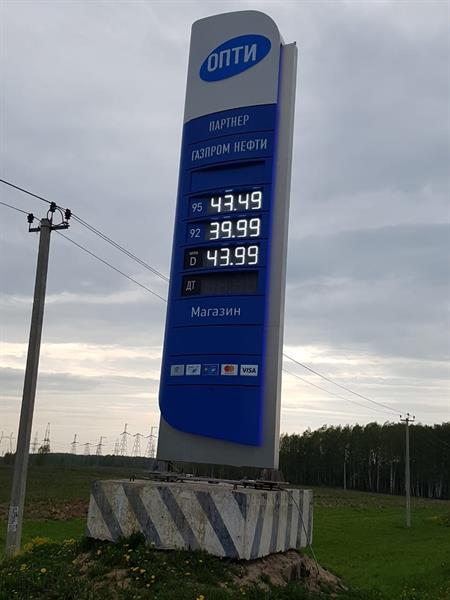 ОПТИ
ПАРТНЕР
ГАЗПРОМ НЕФТИ
95 43.49
92 39.99
D 43.99
ДТ
Магазин
VISA